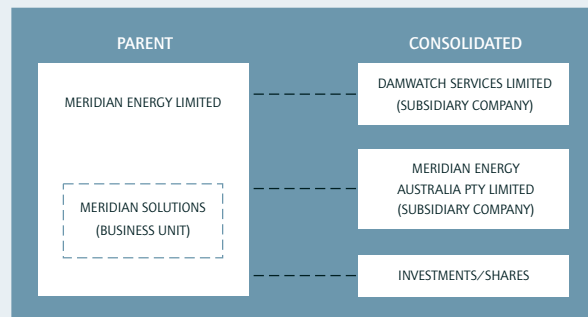 PARENT
MERIDIAN ENERGY LIMITED
MERIDIAN SOLUTIONS
(BUSINESS UNIT)
CONSOLIDATED
DAMWATCH SERVICES LIMITED
(SUBSIDIARY COMPANY)
MERIDIAN ENERGY
AUSTRALIA PTY LIMITED
(SUBSIDIARY COMPANY)
INVESTMENTS/SHARES